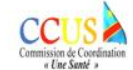 CCUS
Commission de Coordination
« Une Santé »